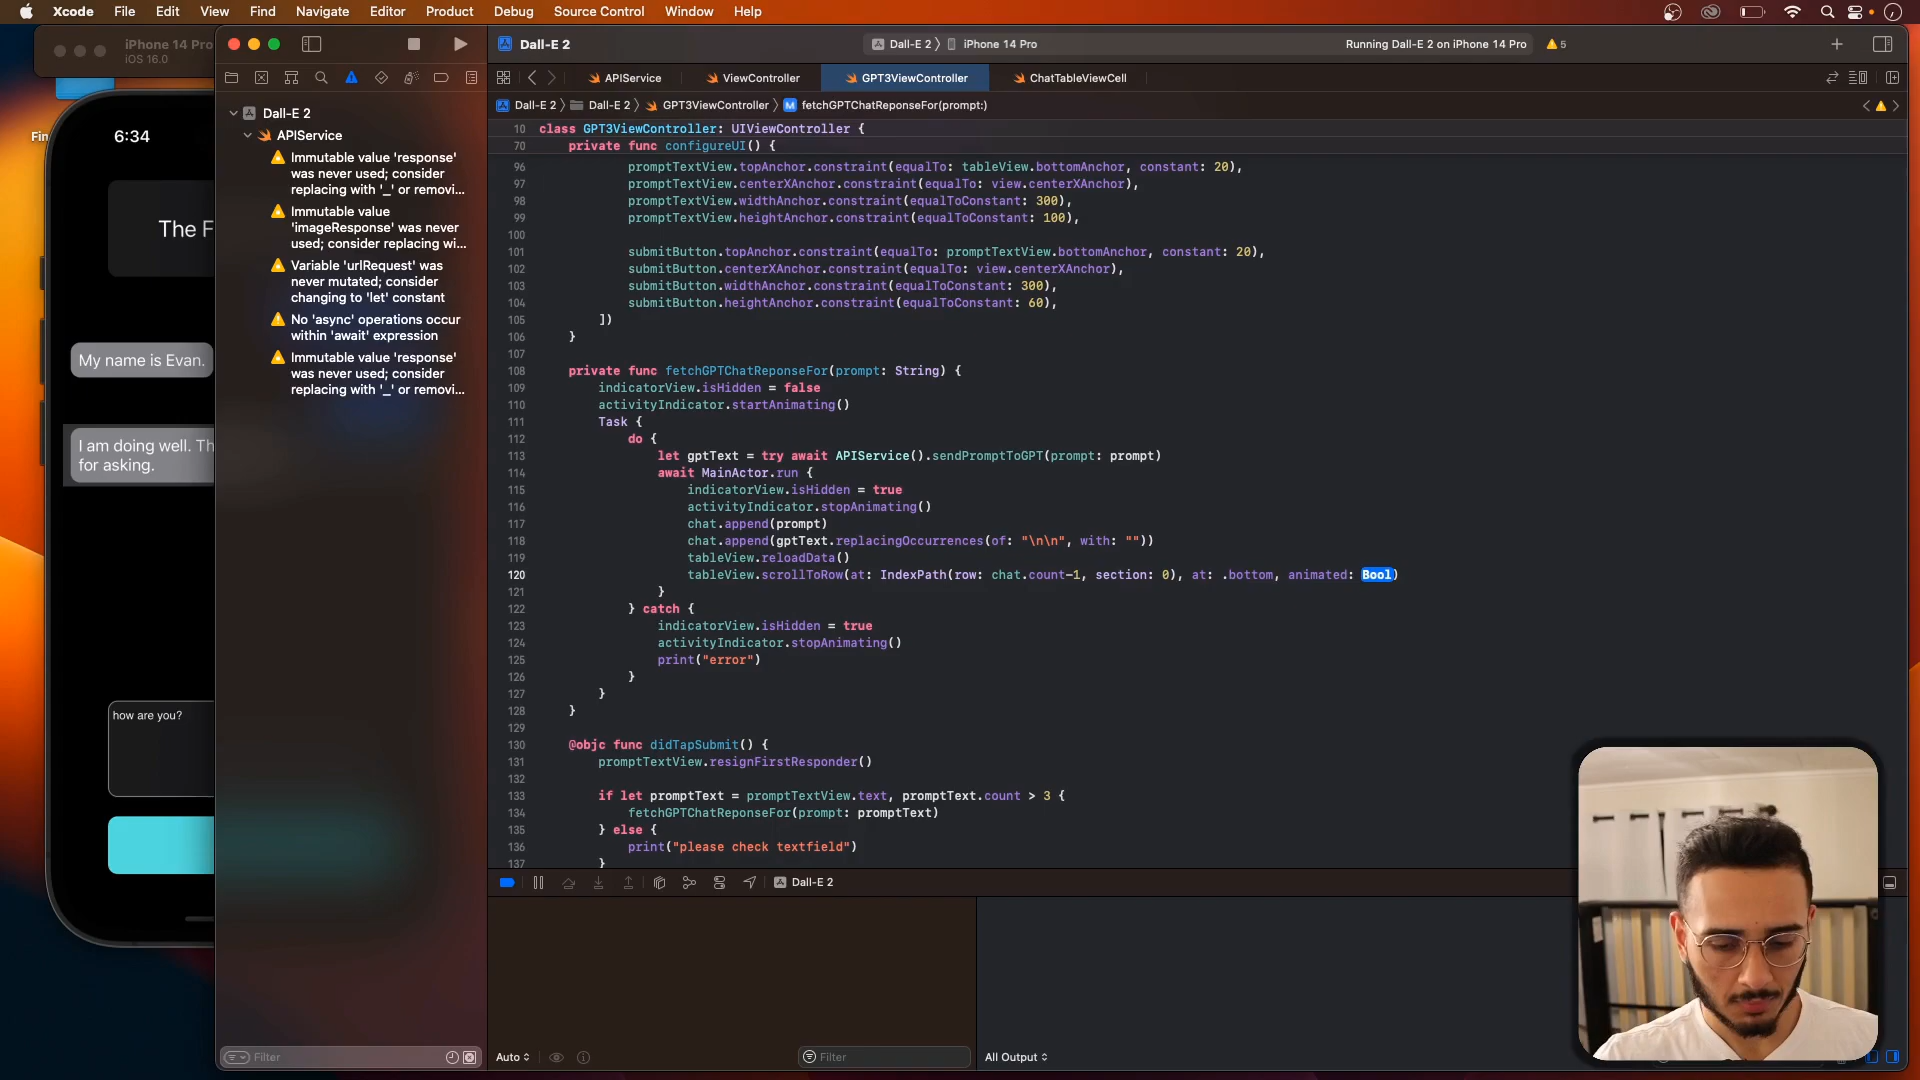 Xcode File Edit View Find Navigate Editor Product Debug Source Control Window Help
iPhone 14 Pro
iOS 16.0
Dall-E 2
Dall-E 2 〉 iPhone 14 Pro
Running Dall-E 2 on iPhone 14 Pro
5
APIService
ViewController
GPT3ViewController
ChatTableViewCell
Dall-E 2 〉 Dall-E 2 〉 GPT3ViewController 〉 M fetchGPTChatReponseFor(prompt:)
Fin
6:34
The F
My name is Evan.
I am doing well. Th
for asking.
how are you?
Dall-E 2
APIService
Immutable value 'response'
was never used; consider
replacing with '_' or removi...
Immutable value
'imageResponse' was never
used; consider replacing wi...
Variable 'urlRequest' was
never mutated; consider
changing to 'let' constant
No 'async' operations occur
within 'await' expression
Immutable value 'response'
was never used; consider
replacing with '_' or removi...
Filter
10 class GPT3ViewController: UIViewController {
70 private func configureUI() {
96 promptTextView.topAnchor.constraint(equalTo: tableView.bottomAnchor, constant: 20),
97 promptTextView.centerXAnchor.constraint(equalTo: view.centerXAnchor),
98 promptTextView.widthAnchor.constraint(equalToConstant: 300),
99 promptTextView.heightAnchor.constraint(equalToConstant: 100),
100
101 submitButton.topAnchor.constraint(equalTo: promptTextView.bottomAnchor, constant: 20),
102 submitButton.centerXAnchor.constraint(equalTo: view.centerXAnchor),
103 submitButton.widthAnchor.constraint(equalToConstant: 300),
104 submitButton.heightAnchor.constraint(equalToConstant: 60),
105 ])
106 }
107
108 private func fetchGPTChatReponseFor(prompt: String) {
109 indicatorView.isHidden = false
110 activityIndicator.startAnimating()
111 Task {
112 do {
113 let gptText = try await APIService().sendPromptToGPT(prompt: prompt)
114 await MainActor.run {
115 indicatorView.isHidden = true
116 activityIndicator.stopAnimating()
117 chat.append(prompt)
118 chat.append(gptText.replacingOccurrences(of: "\n\n", with: ""))
119 tableView.reloadData()
120 tableView.scrollToRow(at: IndexPath(row: chat.count-1, section: 0), at: .bottom, animated: Bool)
121 }
122 } catch {
123 indicatorView.isHidden = true
124 activityIndicator.stopAnimating()
125 print("error")
126 }
127 }
128 }
129
130 @objc func didTapSubmit() {
131 promptTextView.resignFirstResponder()
132
133 if let promptText = promptTextView.text, promptText.count > 3 {
134 fetchGPTChatReponseFor(prompt: promptText)
135 } else {
136 print("please check textfield")
137 }
Dall-E 2
Auto
Filter
All Output